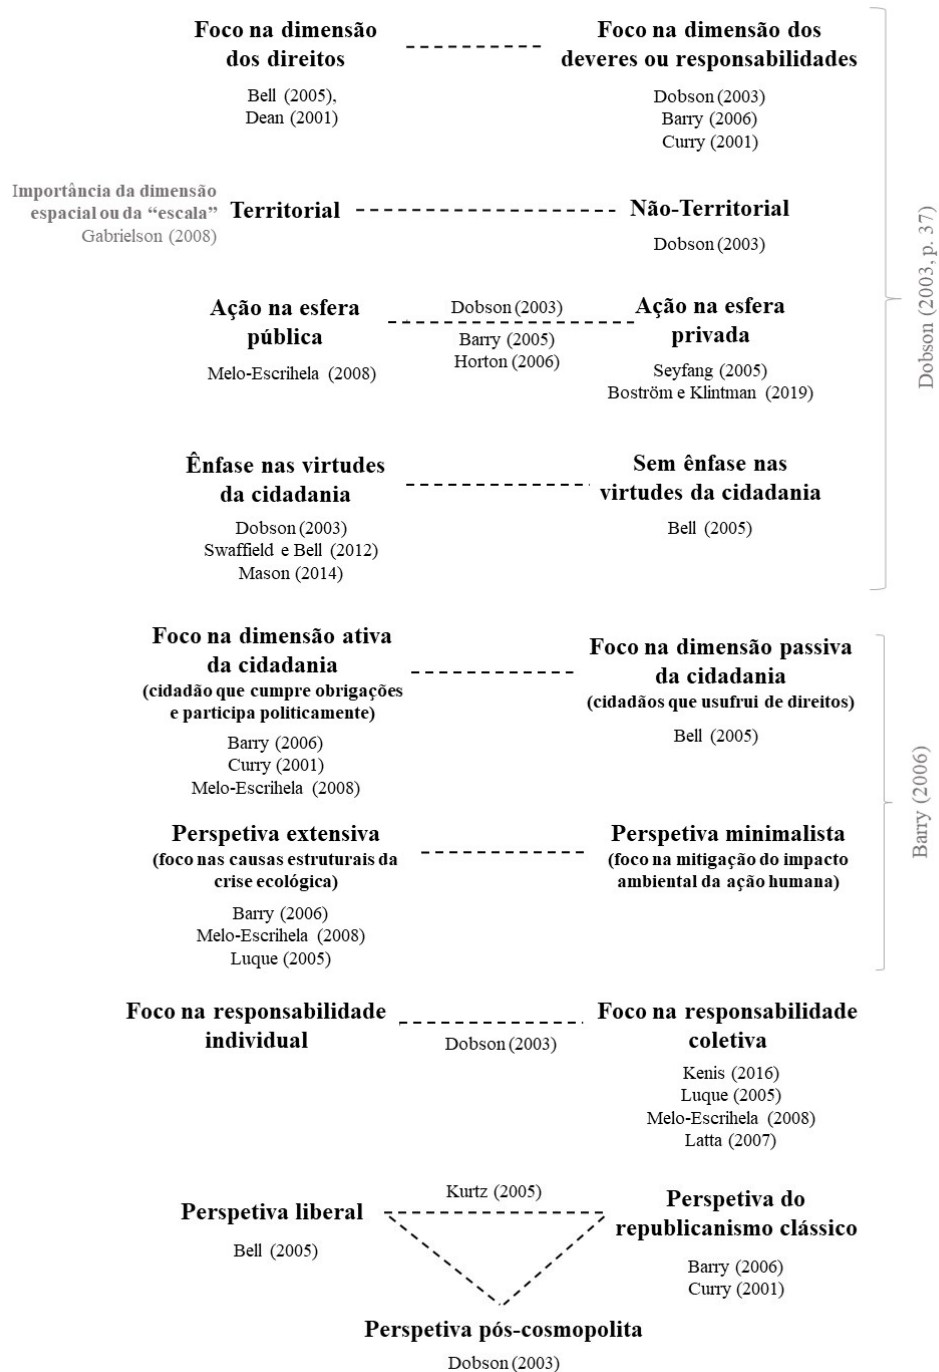 Foco na dimensão
dos direitos
Bell (2005),
Dean (2001)
Foco na dimensão dos
deveres ou responsabilidades
Dobson (2003)
Barry (2006)
Curry (2001)
Importância da dimensão
espacial ou da “escala”
Gabrielson (2008)
Territorial
Não-Territorial
Dobson (2003)
Ação na esfera
pública
Melo-Escrihela (2008)
Dobson (2003)
Barry (2005)
Horton (2006)
Ação na esfera
privada
Seyfang (2005)
Boström e Klintman (2019)
Ênfase nas virtudes
da cidadania
Dobson (2003)
Swaffield e Bell (2012)
Mason (2014)
Sem ênfase nas
virtudes da cidadania
Bell (2005)
Dobson (2003, p. 37)
Foco na dimensão ativa
da cidadania
(cidadão que cumpre obrigações
e participa politicamente)
Barry (2006)
Curry (2001)
Melo-Escrihela (2008)
Foco na dimensão passiva
da cidadania
(cidadãos que usufrui de direitos)
Bell (2005)
Perspetiva extensiva
(foco nas causas estruturais da
crise ecológica)
Barry (2006)
Melo-Escrihela (2008)
Luque (2005)
Perspetiva minimalista
(foco na mitigação do impacto
ambiental da ação humana)
Barry (2006)
Foco na responsabilidade
individual
Dobson (2003)
Foco na responsabilidade
coletiva
Kenis (2016)
Luque (2005)
Melo-Escrihela (2008)
Latta (2007)
Perspetiva liberal
Bell (2005)
Kurtz (2005)
Perspetiva do
republicanismo clássico
Barry (2006)
Curry (2001)
Perspetiva pós-cosmopolita
Dobson (2003)